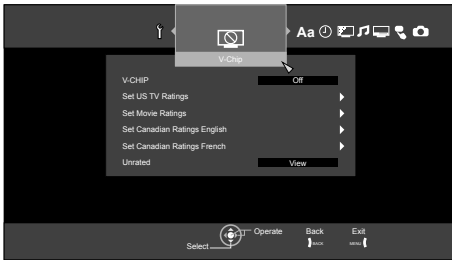 Aa
V-Chip
V-CHIP Off
Set US TV Ratings
Set Movie Ratings
Set Canadian Ratings English
Set Canadian Ratings French
Unrated View
Operate Back Exit
Select BACK MENU